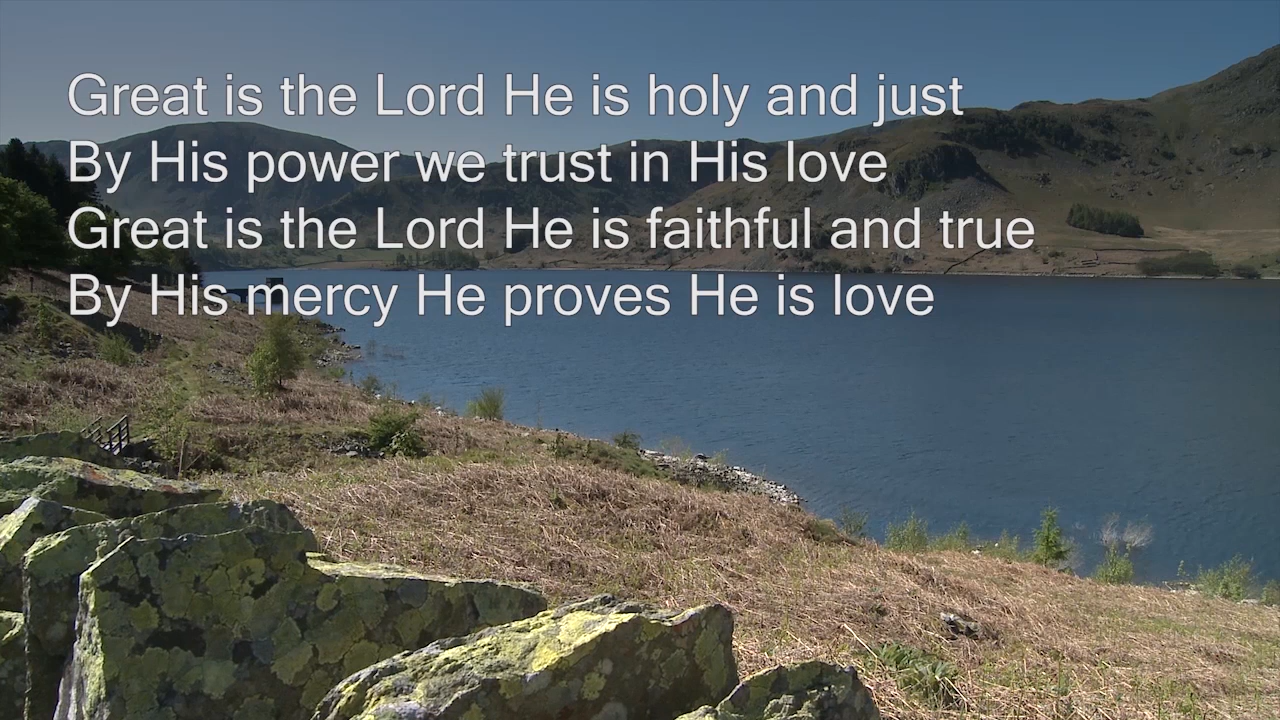 Great is the Lord He is holy and just
By His power we trust in His love
Great is the Lord He is faithful and true
By His mercy He proves He is love